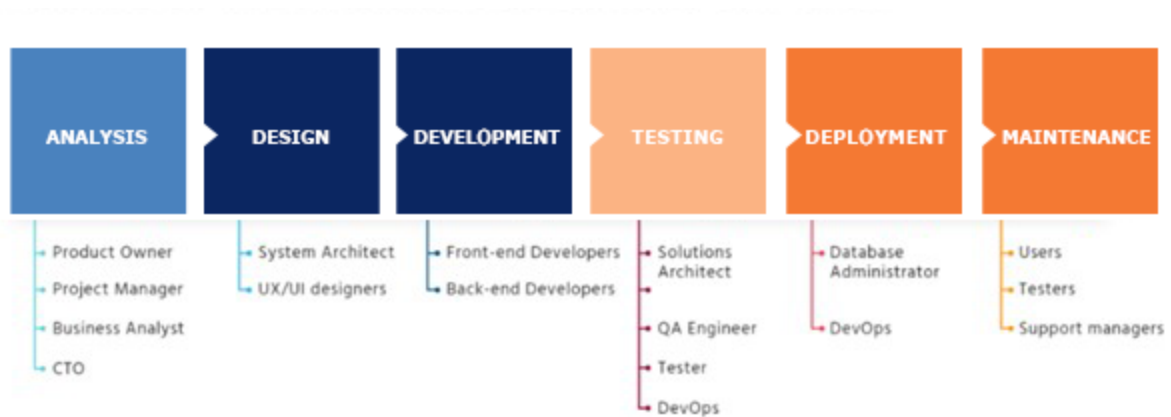 ANALYSIS
DESIGN
DEVELOPMENT
TESTING
DEPLOYMENT
MAINTENANCE
Product Owner
Project Manager
Business Analyst
CTO
System Architect
UX/UI designers
Front-end Developers
Back-end Developers
Solutions
Architect
QA Engineer
Tester
DevOps
Database
Administrator
DevOps
Users
Testers
Support managers